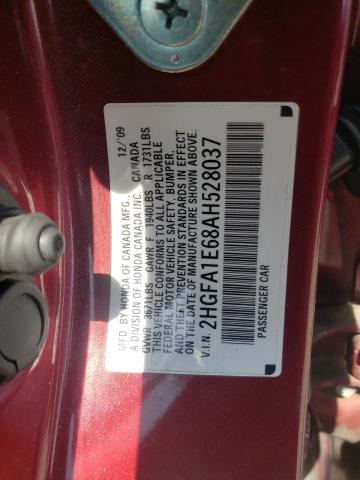 MFD. BY HONDA OF CANADA MFG., 12/09
A DIVISION OF HONDA CANADA INC. CANADA
GVWR 3671LBS GAWR F 1940LBS R 1731LBS
THIS VEHICLE CONFORMS TO ALL APPLICABLE
FEDERAL MOTOR VEHICLE SAFETY, BUMPER,
AND THEFT PREVENTION STANDARDS IN EFFECT
ON THE DATE OF MANUFACTURE SHOWN ABOVE.
V.I.N. 2HGFA1E68AH528037
PASSENGER CAR